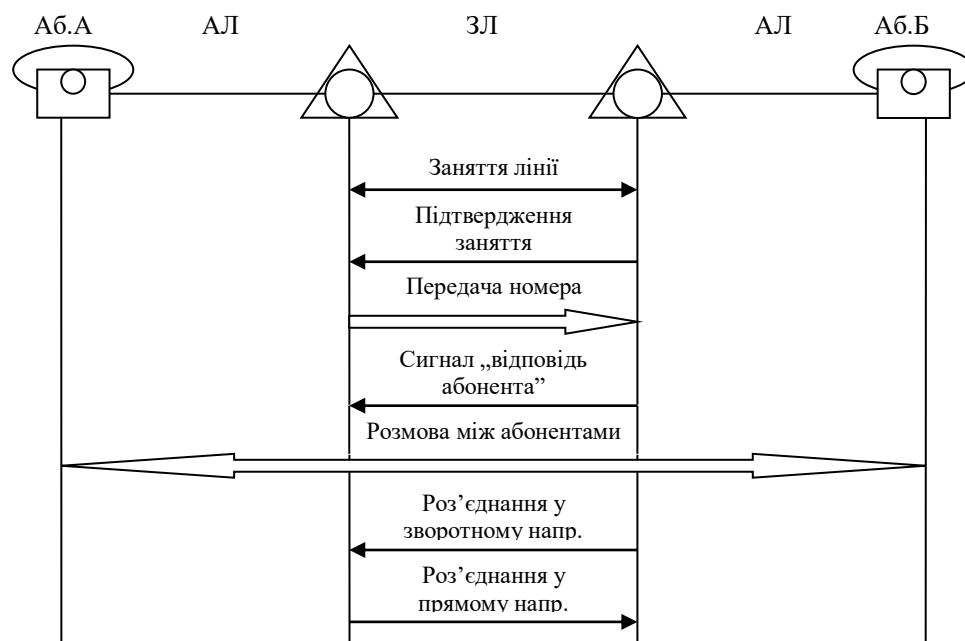 Аб.А АЛ ЗЛ АЛ Аб.Б
Заняття лінії
Підтвердження
заняття
Передача номера
Сигнал „відповідь
абонента”
Розмова між абонентами
Роз’єднання у
зворотному напр.
Роз’єднання у
прямому напр.